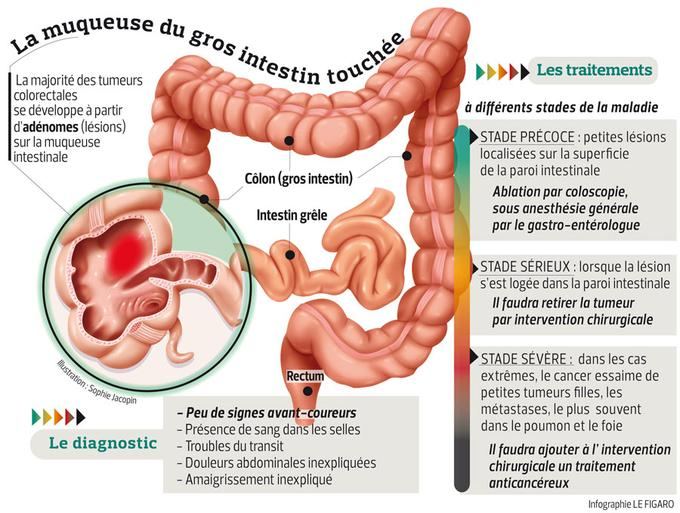 La muqueuse du gros intestin touchée
La majorité des tumeurs
colorectales
se développe à partir
d'adénomes (lésions)
sur la muqueuse
intestinale
Côlon (gros intestin)
Intestin grêle
Rectum
Illustration : Sophie Jacopin
Le diagnostic
– Peu de signes avant-coureurs
– Présence de sang dans les selles
– Troubles du transit
– Douleurs abdominales inexpliquées
– Amaigrissement inexpliqué
Les traitements
à différents stades de la maladie
STADE PRÉCOCE : petites lésions
localisées sur la superficie
de la paroi intestinale
Ablation par coloscopie,
sous anesthésie générale
par le gastro-entérologue
STADE SÉRIEUX : lorsque la lésion
s'est logée dans la paroi intestinale
Il faudra retirer la tumeur
par intervention chirurgicale
STADE SÉVÈRE : dans les cas
extrêmes, le cancer essaime de
petites tumeurs filles, les
métastases, le plus souvent
dans le poumon et le foie
Il faudra ajouter à l' intervention
chirurgicale un traitement
anticancéreux
Infographie LE FIGARO